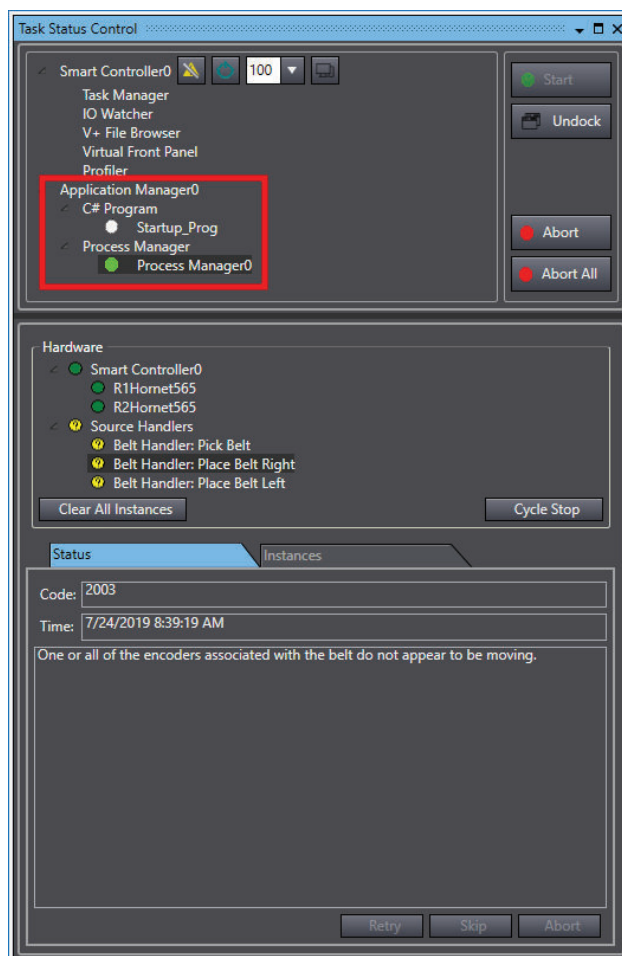 Task Status Control
Smart Controller0 100
Task Manager
IO Watcher
V+ File Browser
Virtual Front Panel
Profiler
Application Manager0
C# Program
Startup_Prog
Process Manager
Process Manager0
Start
Undock
Abort
Abort All
Hardware
Smart Controller0
R1Hornet565
R2Hornet565
Source Handlers
Belt Handler: Pick Belt
Belt Handler: Place Belt Right
Belt Handler: Place Belt Left
Clear All Instances Cycle Stop
Status Instances
Code: 2003
Time: 7/24/2019 8:39:19 AM
One or all of the encoders associated with the belt do not appear to be moving.
Retry Skip Abort